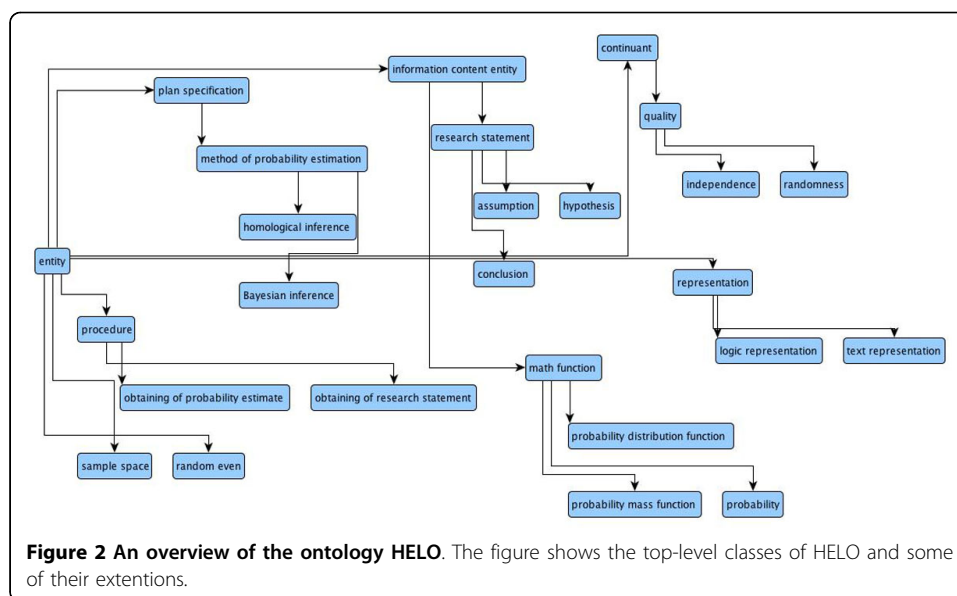 continuant
information content entity
plan specification
quality
research statement
method of probability estimation
independence
randomness
assumption
hypothesis
homological inference
entity
conclusion
representation
Bayesian inference
procedure
logic representation
text representation
math function
obtaining of probability estimate
obtaining of research statement
probability distribution function
sample space
random even
probability mass function
probability
Figure 2 An overview of the ontology HELO. The figure shows the top-level classes of HELO and some
of their extentions.